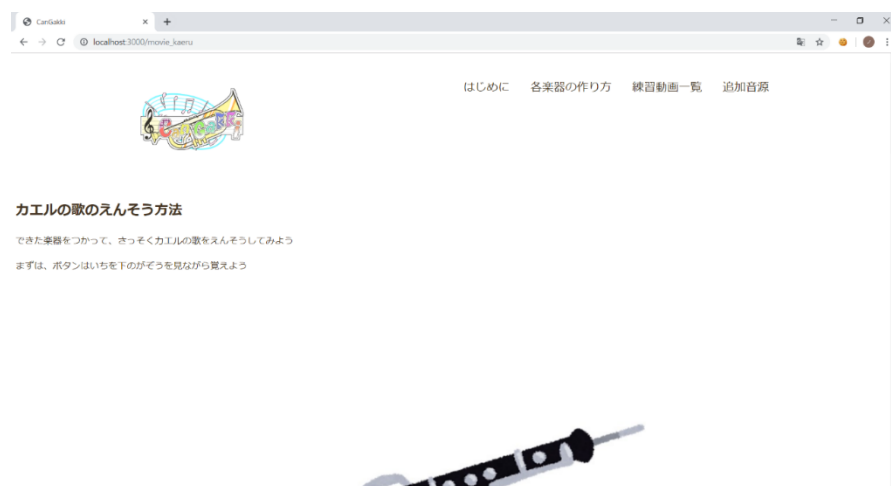 CanGakki
localhost:3000/movie_kaeru
CanGakki
はじめに 各楽器の作り方 練習動画一覧 追加音源
カエルの歌のえんそう方法
できた楽器をつかって、さっそくカエルの歌をえんそうしてみよう
まずは、ボタンはいちを下のがぞうを見ながら覚えよう